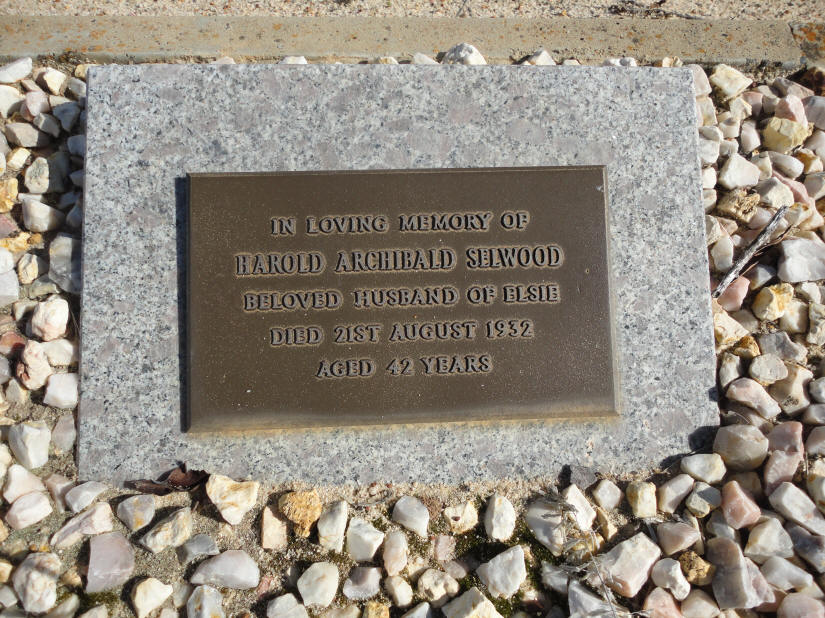 IN LOVING MEMORY OF
HAROLD ARCHIBALD SELWOOD
BELOVED HUSBAND OF ELSIE
DIED 21ST AUGUST 1932
AGED 42 YEARS